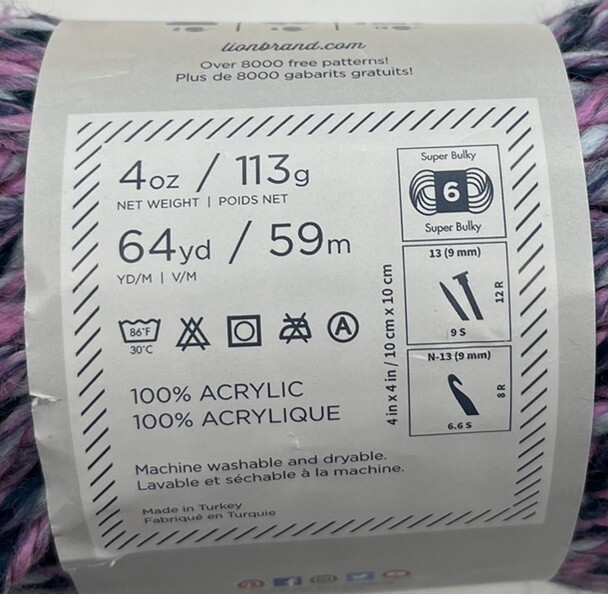 lionbrand.com
Over 8000 free patterns!
Plus de 8000 gabarits gratuits!
4oz / 113g
NET WEIGHT | POIDS NET
64yd / 59m
YD/M | V/M
86°F
30°C
A
100% ACRYLIC
100% ACRYLIQUE
Machine washable and dryable.
Lavable et séchable à la machine.
Made in Turkey
Fabriqué en Turquie
4 in x 4 in / 10 cm x 10 cm
Super Bulky
6
Super Bulky
13 (9 mm)
12 R
9 S
N-13 (9 mm)
8 R
6.6 S